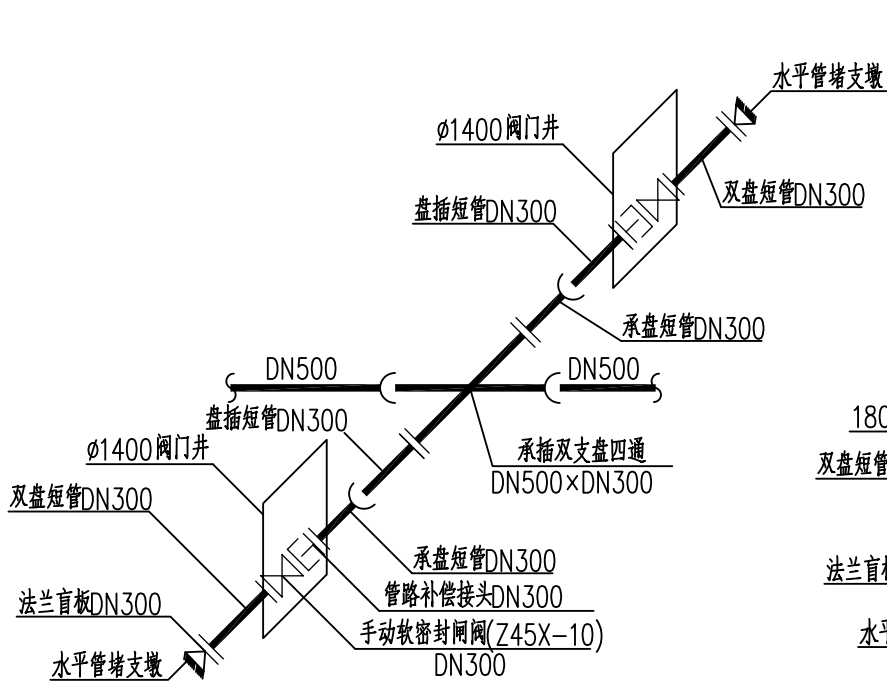 水平管堵支墩
ø1400阀门井
双盘短管DN300
盘插短管DN300
承盘短管DN300
DN500
DN500
盘插短管DN300
180
ø1400阀门井
承插双支盘四通
DN500×DN300
双盘短管
双盘短管DN300
承盘短管DN300
法兰盲板
管路补偿接头DN300
法兰盲板DN300
手动软密封闸阀(Z45X-10)
DN300
水平管堵支墩
水平